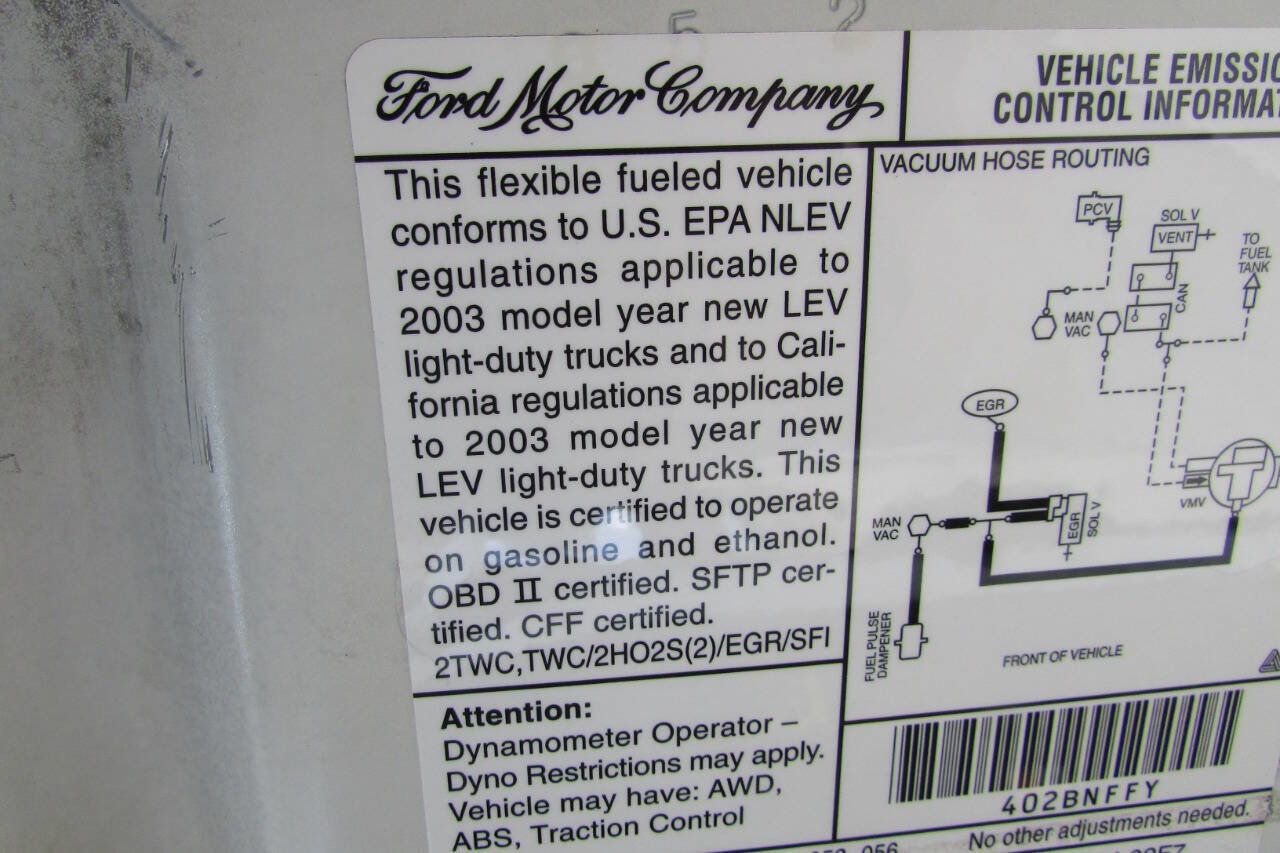 5 2
Ford Motor Company
VEHICLE
CONTROL
This flexible fueled vehicle
conforms to U.S. EPA NLEV
regulations applicable to
2003 model year new LEV
light-duty trucks and to Cali-
fornia regulations applicable
to 2003 model year new
LEV light-duty trucks. This
vehicle is certified to operate
on gasoline and ethanol.
OBD II certified. SFTP cer-
tified. CFF certified.
2TWC,TWC/2HO2S(2)/EGR/SFI
Attention:
Dynamometer Operator –
Dyno Restrictions may apply.
Vehicle may have: AWD,
ABS, Traction Control
VACUUM HOSE ROUTING
PCV
SOL V
VENT
TO
FUEL
TANK
CAN
MAN
VAC
EGR
VMV
MAN
VAC
EGR
SOL V
FUEL PULSE
DAMPENER
FRONT OF VEHICLE
402BNFFY
No other adjustments needed.